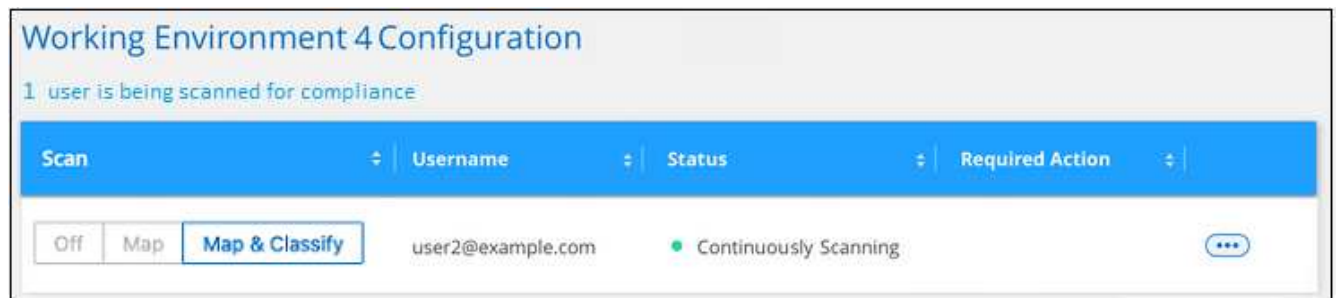 Working Environment 4 Configuration
1 user is being scanned for compliance
Scan Username Status Required Action
Off Map Map & Classify user2@example.com Continuously Scanning